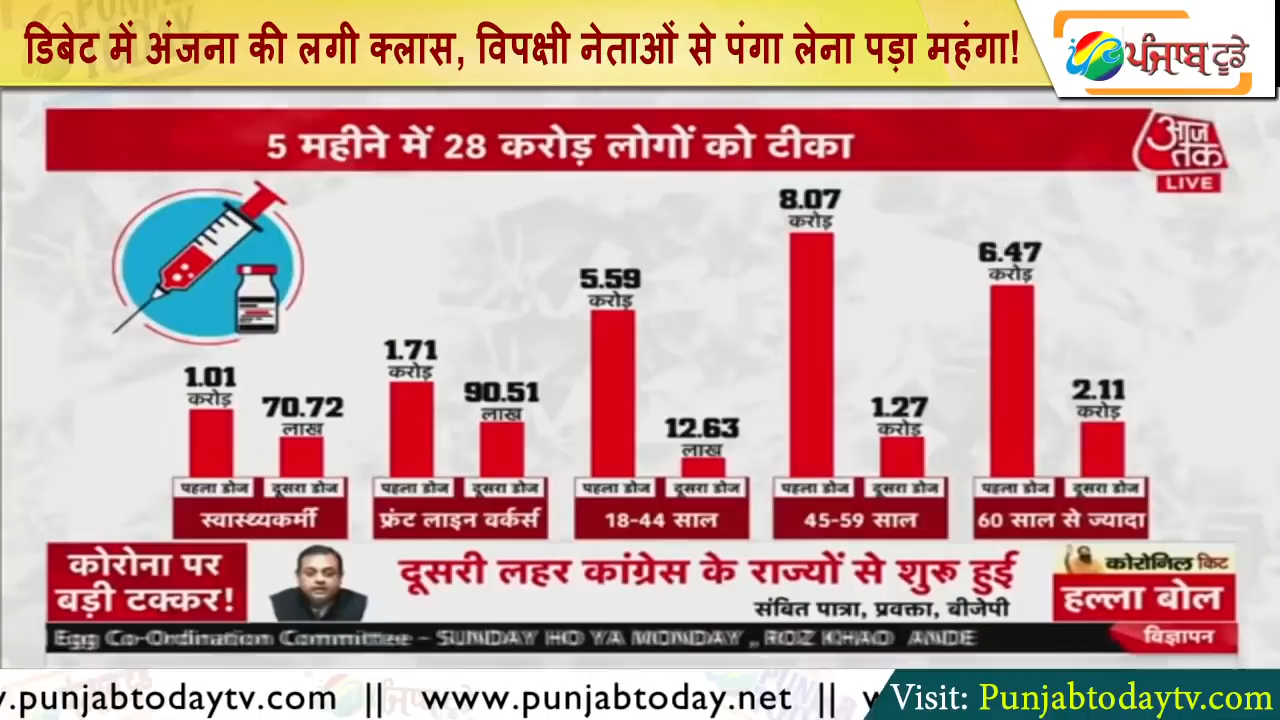 डिबेट में अंजना की लगी क्लास, विपक्षी नेताओं से पंगा लेना पड़ा महंगा!
ਪੰਜਾਬ ਟੂਡੇ
5 महीने में 28 करोड़ लोगों को टीका
आज तक
LIVE
1.01 करोड़
70.72 लाख
1.71 करोड़
90.51 लाख
5.59 करोड़
12.63 लाख
8.07 करोड़
1.27 करोड़
6.47 करोड़
2.11 करोड़
पहला डोज दूसरा डोज पहला डोज दूसरा डोज पहला डोज दूसरा डोज पहला डोज दूसरा डोज पहला डोज दूसरा डोज
स्वास्थ्यकर्मी फ्रंट लाइन वर्कर्स 18-44 साल 45-59 साल 60 साल से ज्यादा
कोरोना पर
बड़ी टक्कर!
दूसरी लहर कांग्रेस के राज्यों से शुरू हुई
संबित पात्रा, प्रवक्ता, बीजेपी
कोरोनिल किट
हल्ला बोल
Egg Co-Ordination Committee - SUNDAY HO YA MONDAY , ROZ KHAO ANDE
विज्ञापन
.punjabtodaytv.com || www.punjabtoday.net ||
Visit: Punjabtodaytv.com